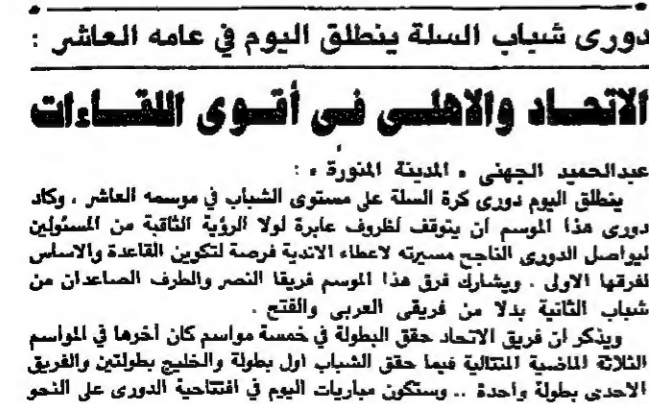 دورى شباب السلة ينطلق اليوم في عامه العاشر :
الاتحاد والاهلى فى أقوى اللقاءات
عبدالحميد الجهنى « المدينة المنورة » :
ينطلق اليوم دورى كرة السلة على مستوى الشباب في موسمه العاشر ، وكاد
دورى هذا الموسم ان يتوقف لظروف عابرة لولا الرؤية الثاقبة من المسئولين
ليواصل الدورى الناجح مسيرته لاعطاء الاندية فرصة لتكوين القاعدة والاساس
لفرقها الاولى . ويشارك فرق هذا الموسم فريقا النصر والطرف الصاعدان من
شباب الثانية بدلا من فريقى العربى والفتح .
ويذكر ان فريق الاتحاد حقق البطولة في خمسة مواسم كان آخرها في المواسم
الثلاثة الماضية المتتالية فيما حقق الشباب اول بطولة والخليج بطولتين والفريق
الاحدى بطولة واحدة .. وستكون مباريات اليوم في افتتاحية الدورى على النحو